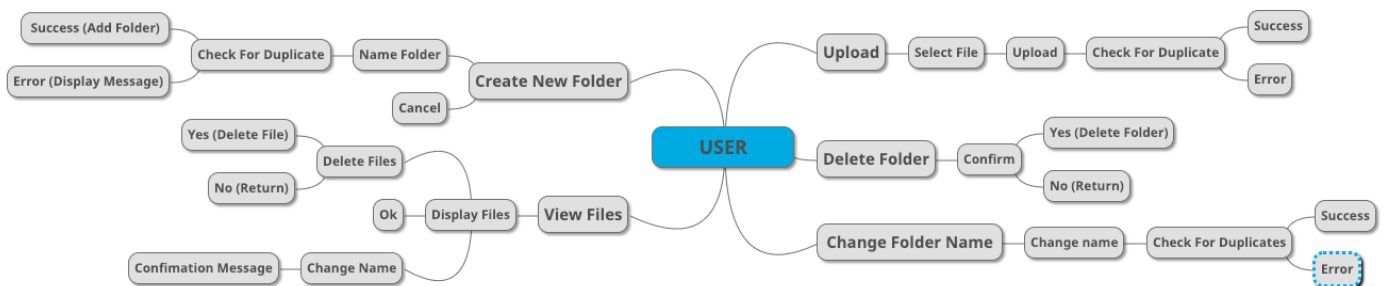 USER
Create New Folder
Name Folder
Check For Duplicate
Success (Add Folder)
Error (Display Message)
Cancel
View Files
Display Files
Delete Files
Yes (Delete File)
No (Return)
Ok
Change Name
Confimation Message
Upload
Select File
Upload
Check For Duplicate
Success
Error
Delete Folder
Confirm
Yes (Delete Folder)
No (Return)
Change Folder Name
Change name
Check For Duplicates
Success
Error